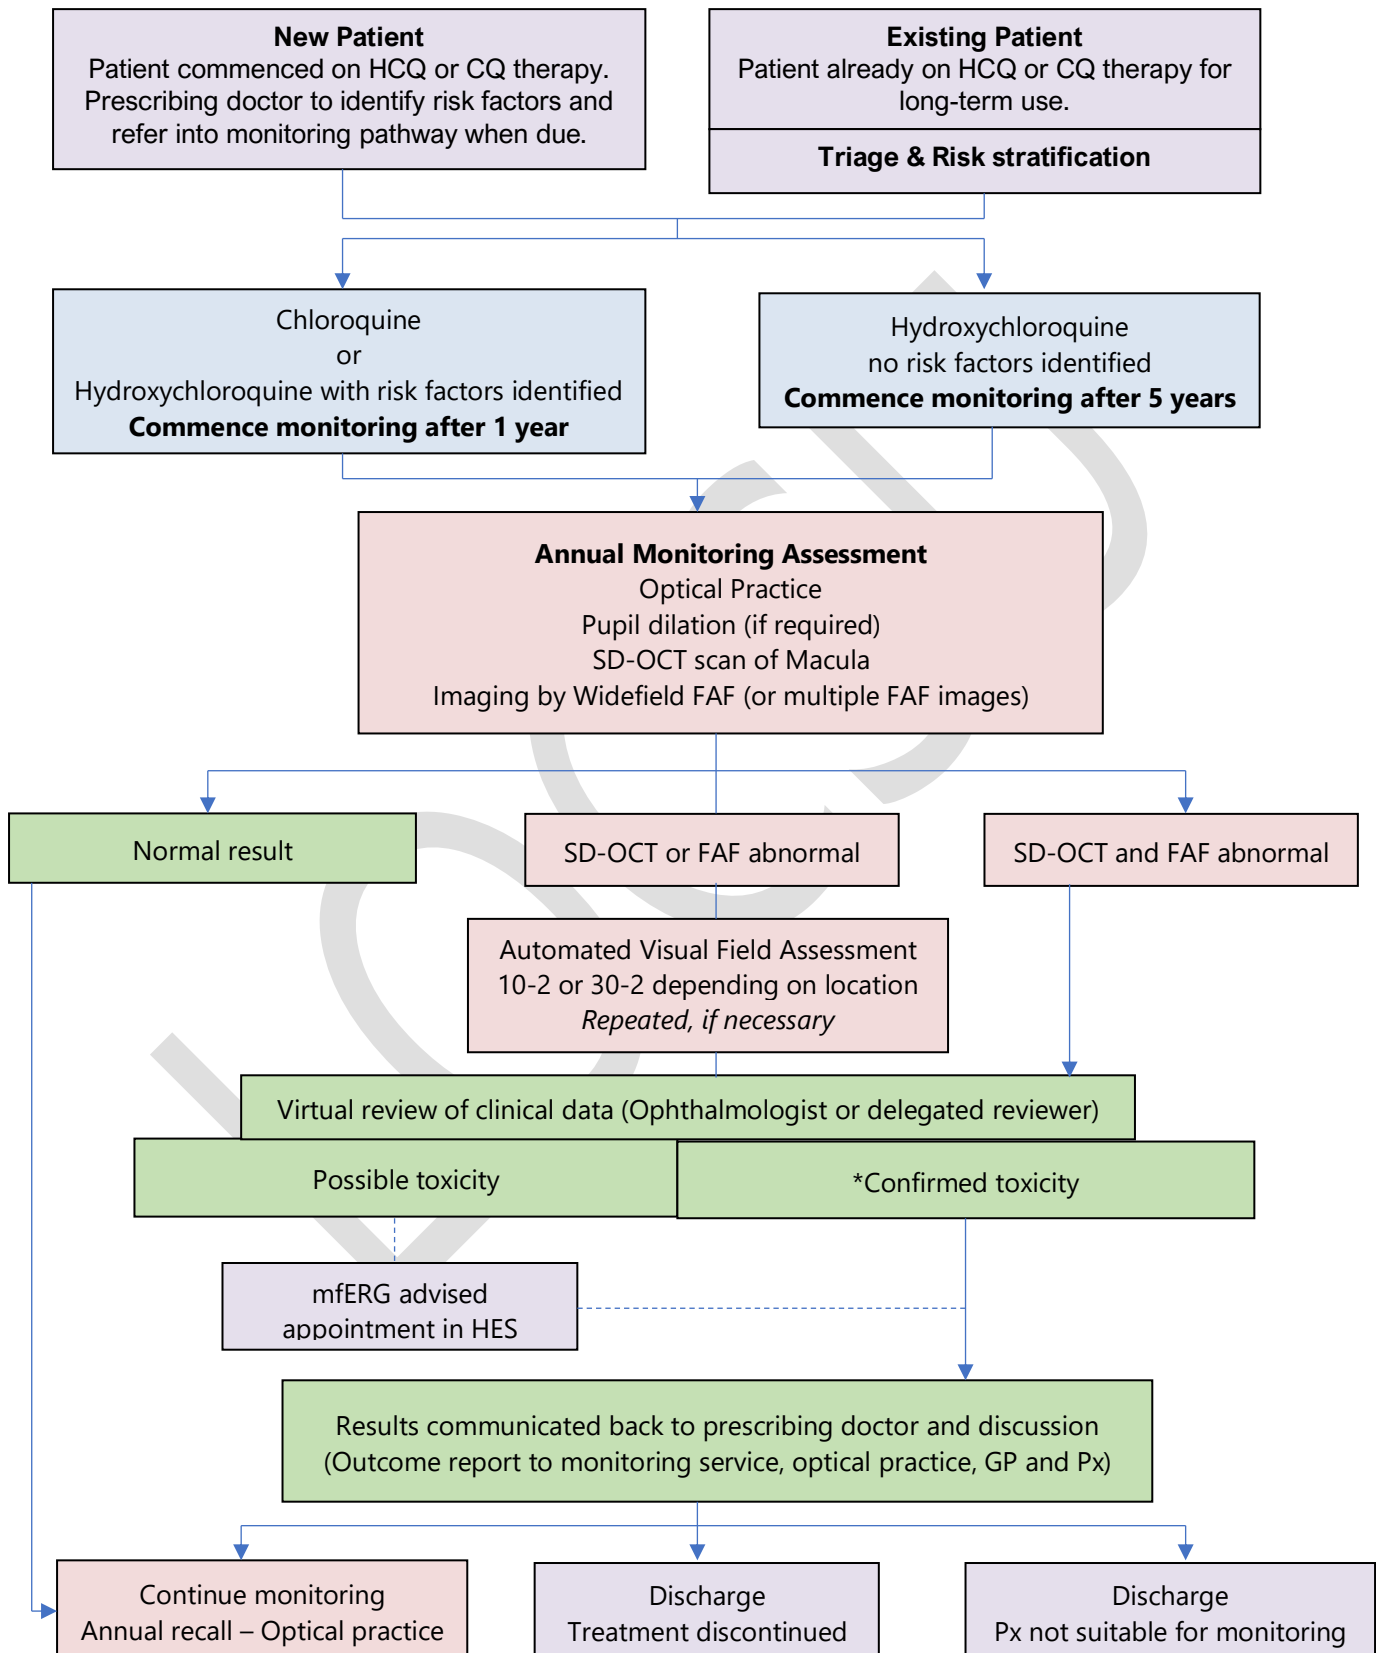 New Patient
Patient commenced on HCQ or CQ therapy.
Prescribing doctor to identify risk factors and
refer into monitoring pathway when due.
Existing Patient
Patient already on HCQ or CQ therapy for
long-term use.
Triage & Risk stratification
Chloroquine
or
Hydroxychloroquine with risk factors identified
Commence monitoring after 1 year
Hydroxychloroquine
no risk factors identified
Commence monitoring after 5 years
Annual Monitoring Assessment
Optical Practice
Pupil dilation (if required)
SD-OCT scan of Macula
Imaging by Widefield FAF (or multiple FAF images)
Normal result
SD-OCT or FAF abnormal
SD-OCT and FAF abnormal
Automated Visual Field Assessment
10-2 or 30-2 depending on location
Repeated, if necessary
Virtual review of clinical data (Ophthalmologist or delegated reviewer)
Possible toxicity
*Confirmed toxicity
mfERG advised
appointment in HES
Results communicated back to prescribing doctor and discussion
(Outcome report to monitoring service, optical practice, GP and Px)
Continue monitoring
Annual recall – Optical practice
Discharge
Treatment discontinued
Discharge
Px not suitable for monitoring